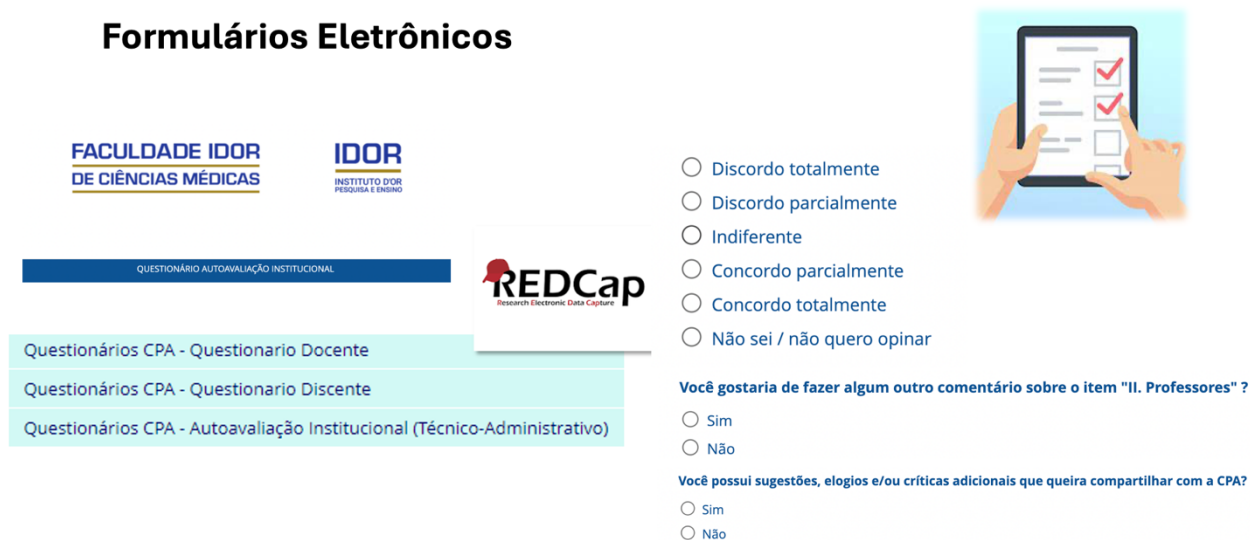 Formulários Eletrônicos
FACULDADE IDOR
DE CIÊNCIAS MÉDICAS
IDOR
INSTITUTO D'OR
PESQUISA E ENSINO
QUESTIONÁRIO AUTOAVALIAÇÃO INSTITUCIONAL
REDCap
Research Electronic Data Capture
Questionários CPA - Questionario Docente
Questionários CPA - Questionario Discente
Questionários CPA - Autoavaliação Institucional (Técnico-Administrativo)
Discordo totalmente
Discordo parcialmente
Indiferente
Concordo parcialmente
Concordo totalmente
Não sei / não quero opinar
Você gostaria de fazer algum outro comentário sobre o item "II. Professores" ?
Sim
Não
Você possui sugestões, elogios e/ou críticas adicionais que queira compartilhar com a CPA?
Sim
Não